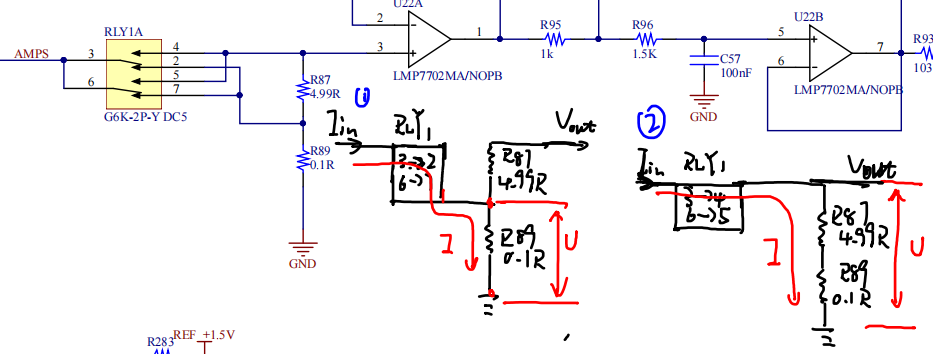 U22A
2
3
1
LMP7702MA/NOPB
RLY1A
AMPS
3
6
4
2
5
7
G6K-2P-Y DC5
R87
4.99R
R89
0.1R
GND
R95
1k
R96
1.5K
C57
100nF
GND
U22B
5
6
7
LMP7702MA/NOPB
R93
103
R283
REF_+1.5V
①
Iin
RLY1
3→2
6→7
Vout
R87
4.99R
R89
0.1R
I
U
②
Iin
RLY1
3→4
6→5
Vout
R87
4.99R
R89
0.1R
I
U